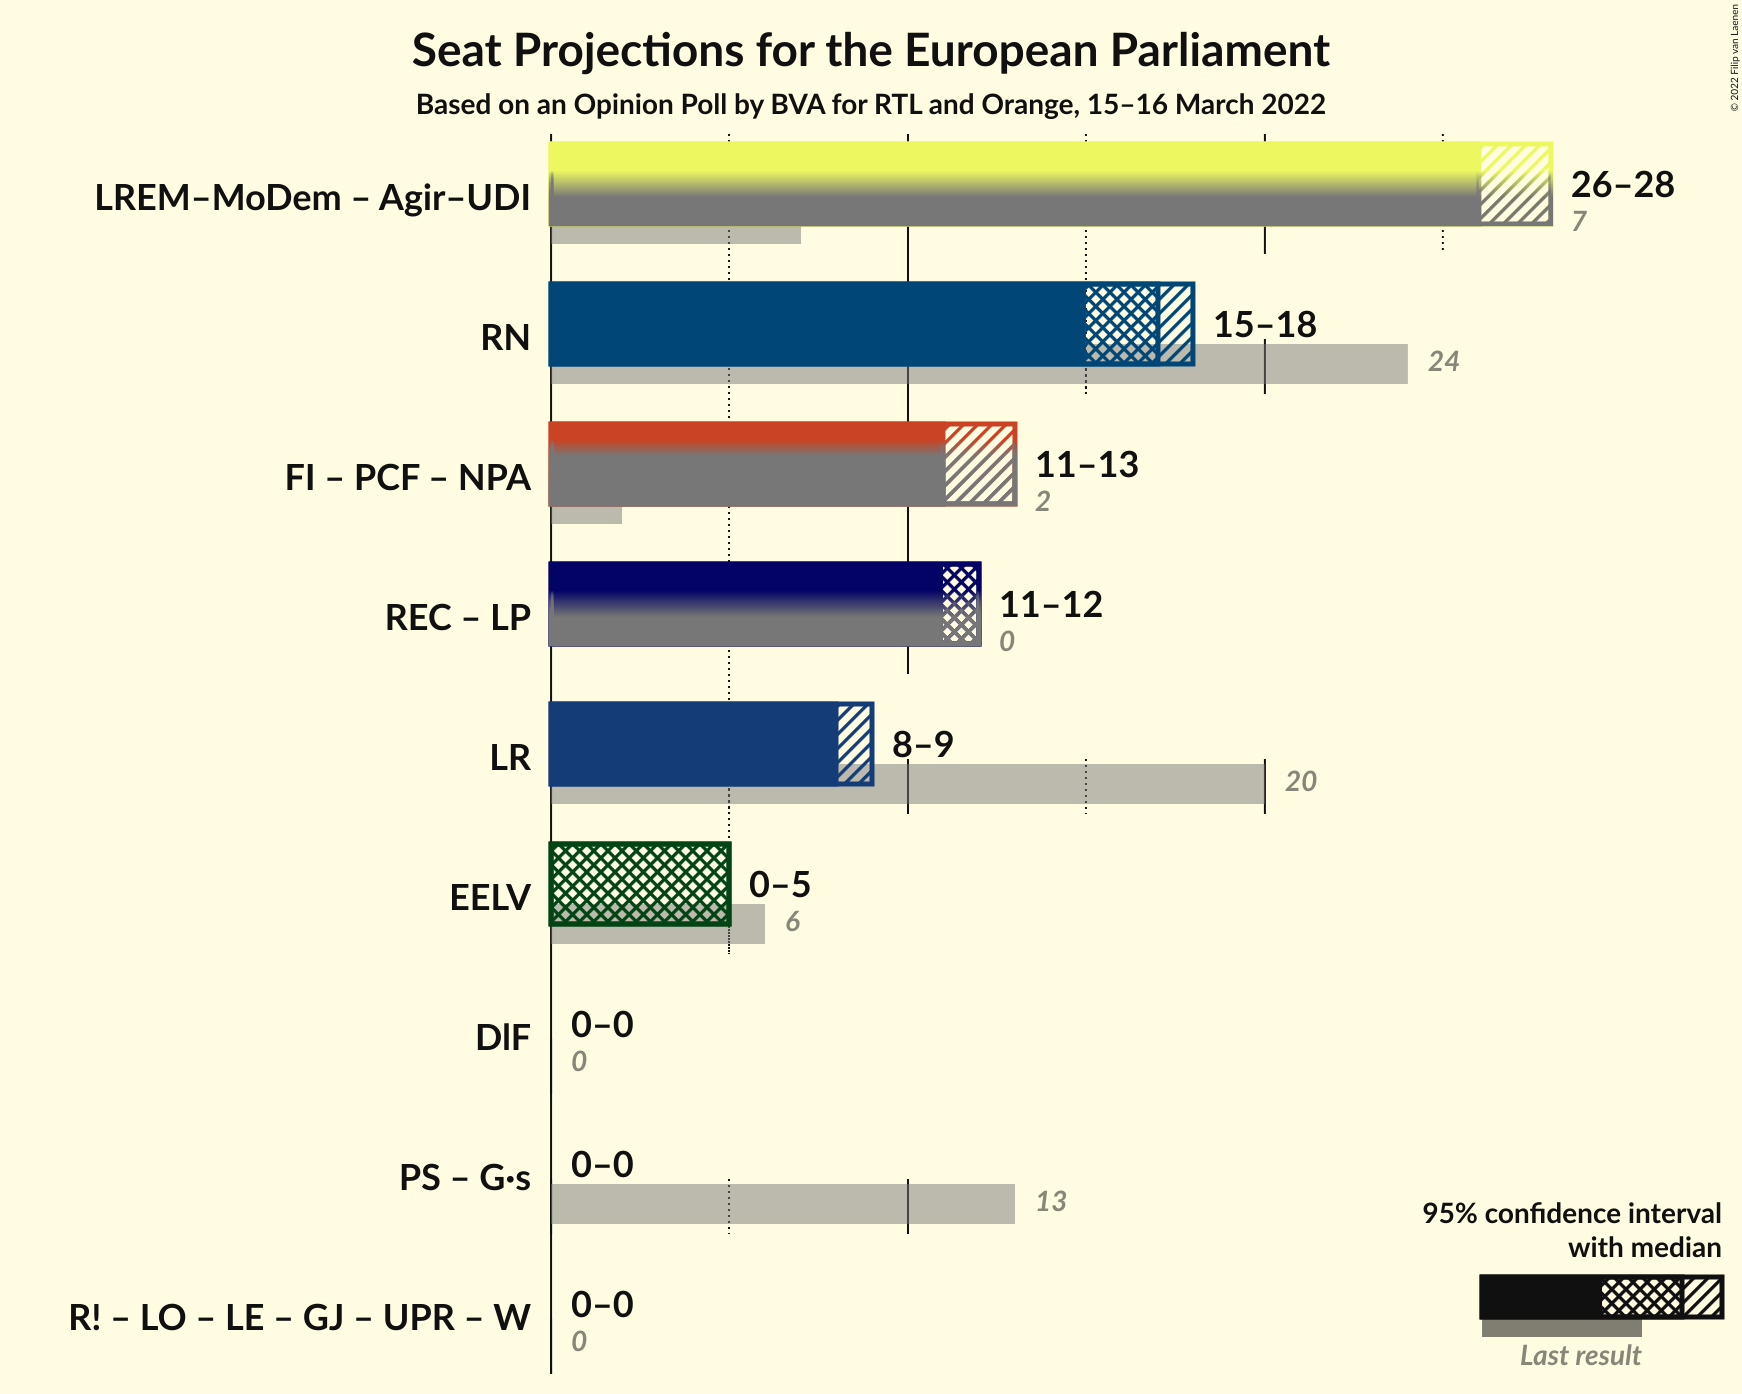 Seat Projections for the European Parliament
Based on an Opinion Poll by BVA for RTL and Orange, 15–16 March 2022
© 2022 Filip van Laenen
LREM–MoDem – Agir–UDI
26–28
7
RN
15–18
24
FI – PCF – NPA
11–13
2
REC – LP
11–12
0
LR
8–9
20
EELV
0–5
6
DlF
0–0
0
PS – G·s
0–0
13
R! – LO – LE – GJ – UPR – W
0–0
0
95% confidence interval
with median
Last result